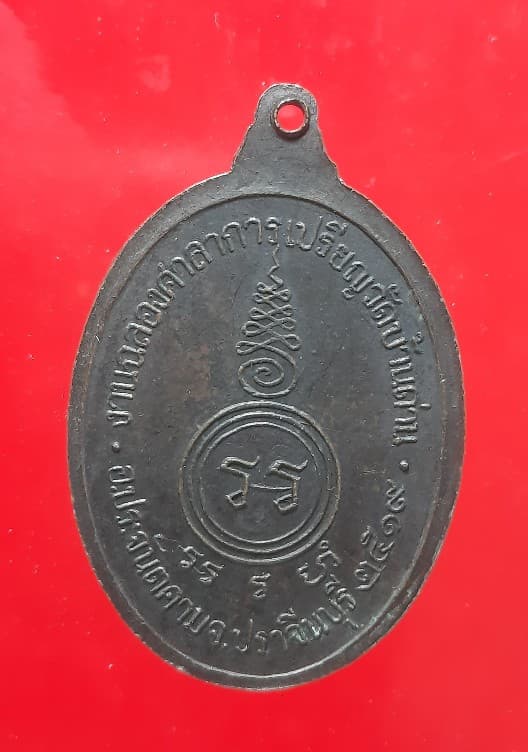 งานฉลองศาลาการเปรียญวัดบ้านด่าน
อ.ประจันตคาม จ.ปราจีนบุรี ๒๕๑๙